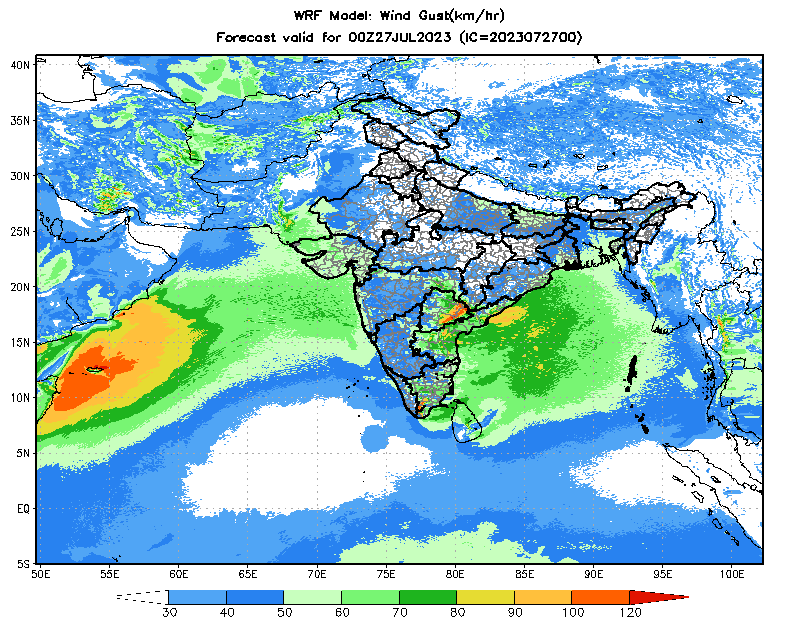 WRF Model: Wind Gust(km/hr)
Forecast valid for 00Z27JUL2023 (IC=2023072700)
40N
35N
30N
25N
20N
15N
10N
5N
EQ
5S
50E 55E 60E 65E 70E 75E 80E 85E 90E 95E 100E
30 40 50 60 70 80 90 100 120